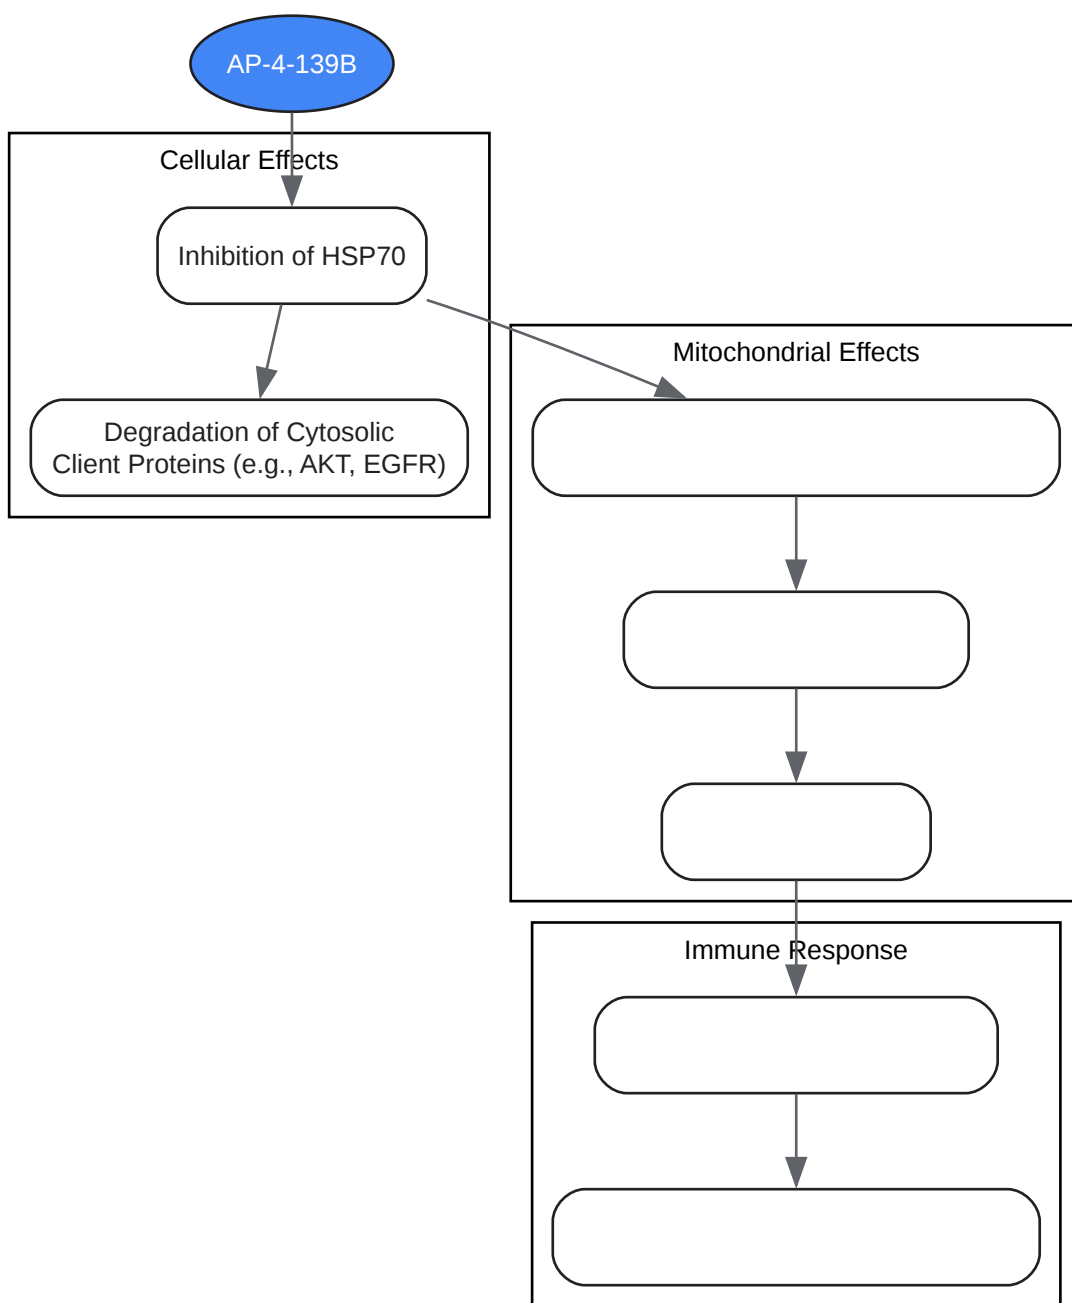 AP-4-139B
Cellular Effects
Inhibition of HSP70
Degradation of Cytosolic
Client Proteins (e.g., AKT, EGFR)
Mitochondrial Effects
Immune Response